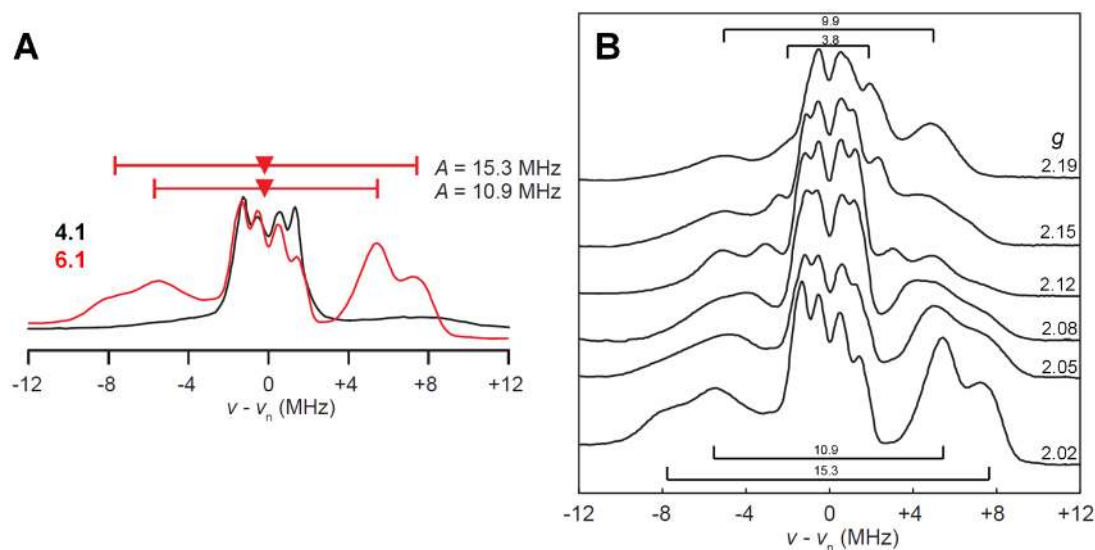 A
A = 15.3 MHz
A = 10.9 MHz
4.1
6.1
-12 -8 -4 0 +4 +8 +12
ν - νn (MHz)
B
9.9
3.8
g
2.19
2.15
2.12
2.08
2.05
2.02
10.9
15.3
-12 -8 -4 0 +4 +8 +12
ν - νn (MHz)